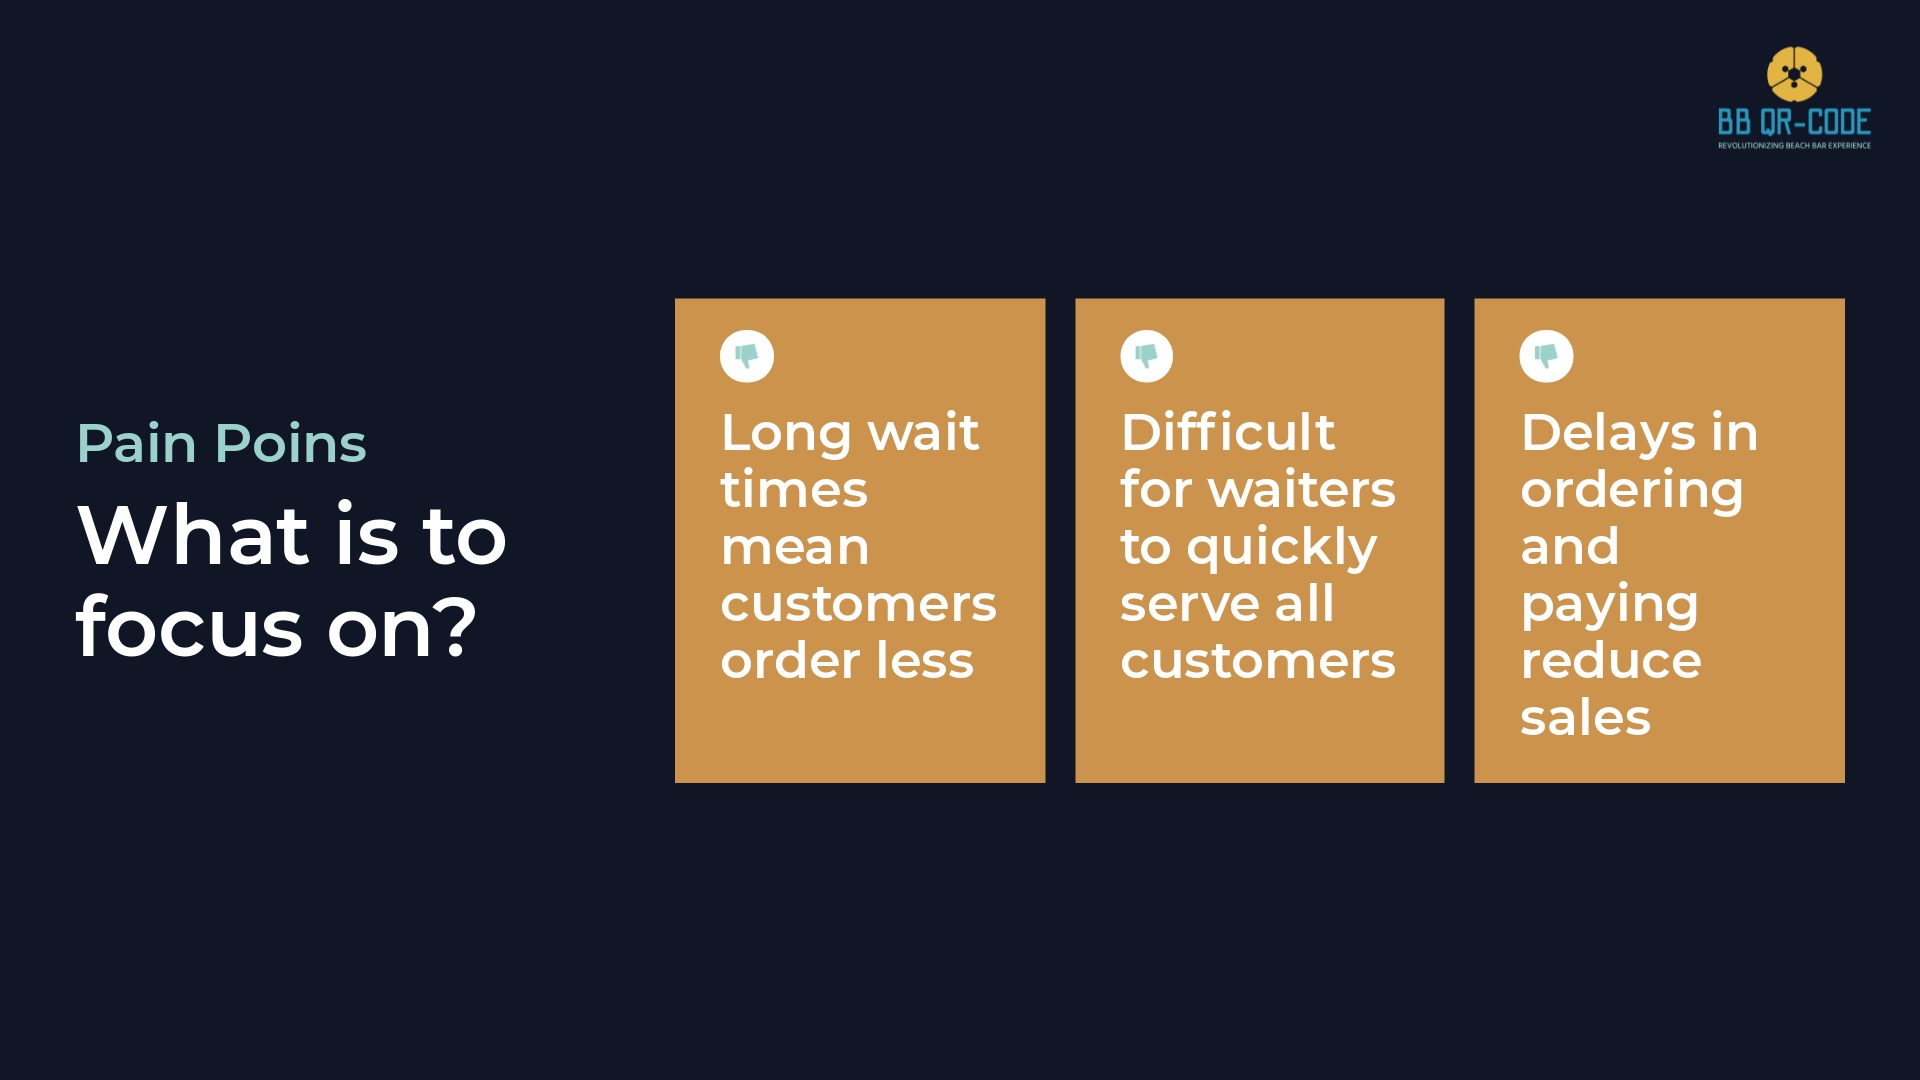 BB QR-CODE
REVOLUTIONIZING BEACH BAR EXPERIENCE
Pain Poins
What is to
focus on?
Long wait
times
mean
customers
order less
Difficult
for waiters
to quickly
serve all
customers
Delays in
ordering
and
paying
reduce
sales